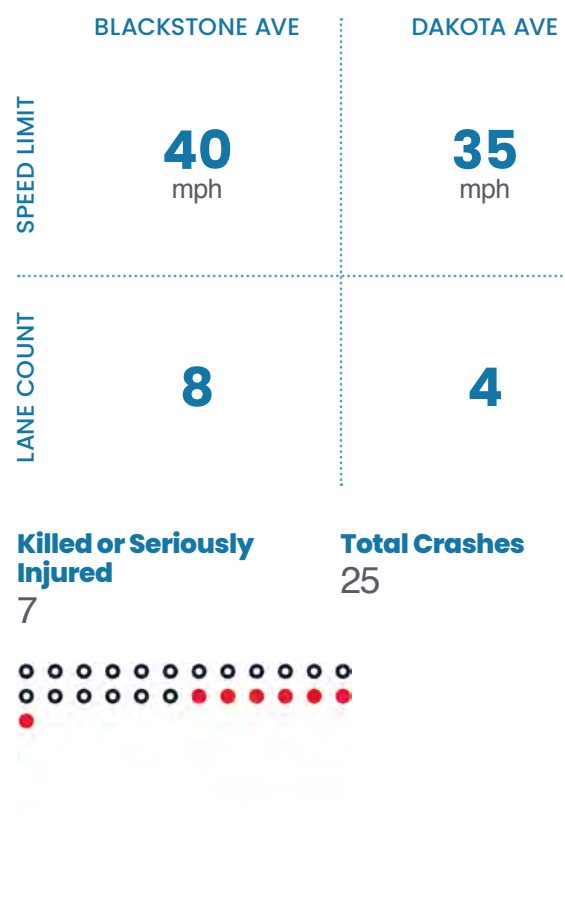 BLACKSTONE AVE
DAKOTA AVE
SPEED LIMIT
40
mph
35
mph
LANE COUNT
8
4
Killed or Seriously
Injured
7
Total Crashes
25